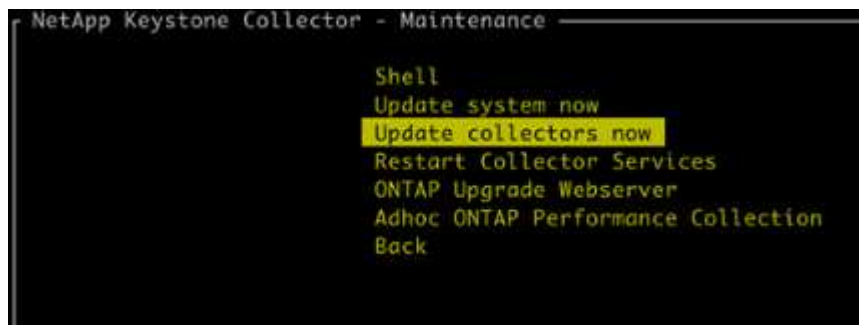 NetApp Keystone Collector - Maintenance
Shell
Update system now
Update collectors now
Restart Collector Services
ONTAP Upgrade Webserver
Adhoc ONTAP Performance Collection
Back